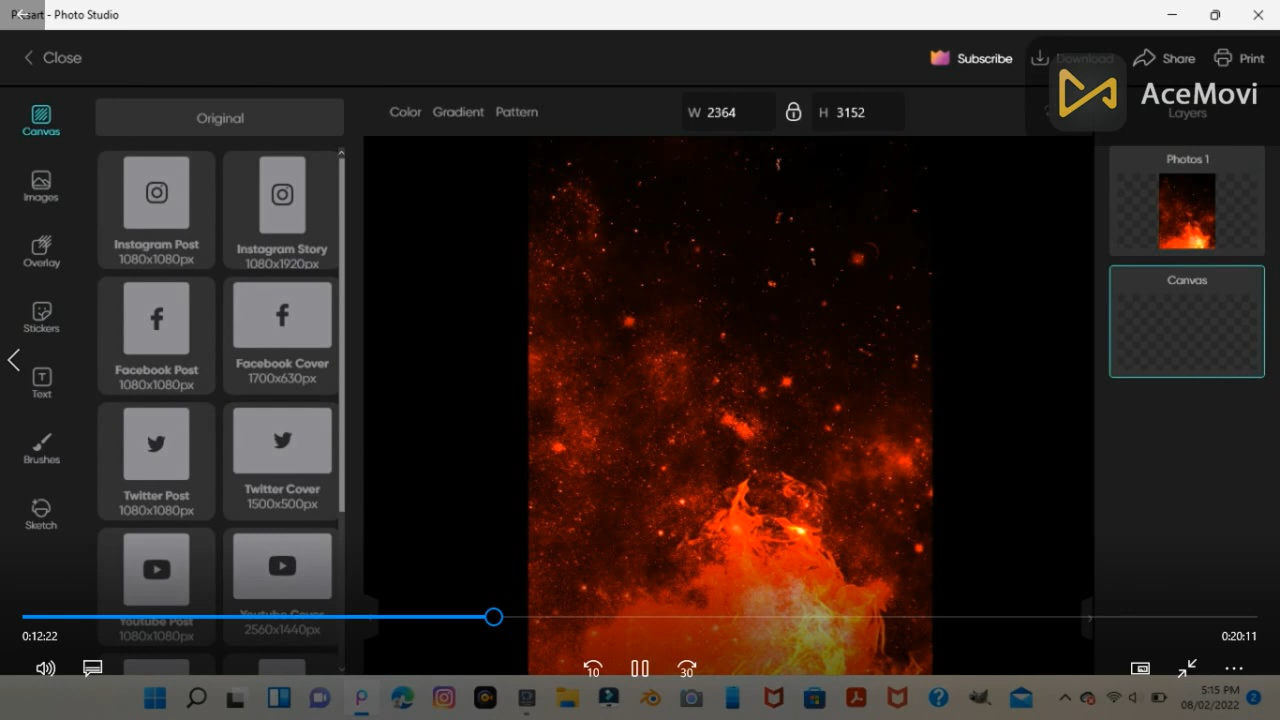 Picsart - Photo Studio
Close
Subscribe
Download
Share
Print
AceMovi
Canvas
Original
Color Gradient Pattern
W 2364
H 3152
Layers
Images
Overlay
Stickers
Text
Brushes
Sketch
Instagram Post
1080x1080px
Instagram Story
1080x1920px
Facebook Post
1080x1080px
Facebook Cover
1700x630px
Twitter Post
1080x1080px
Twitter Cover
1500x500px
Youtube Post
1080x1080px
Youtube Cover
2560x1440px
Photos 1
Canvas
0:12:22
0:20:11
10
30
5:15 PM
08/02/2022
2